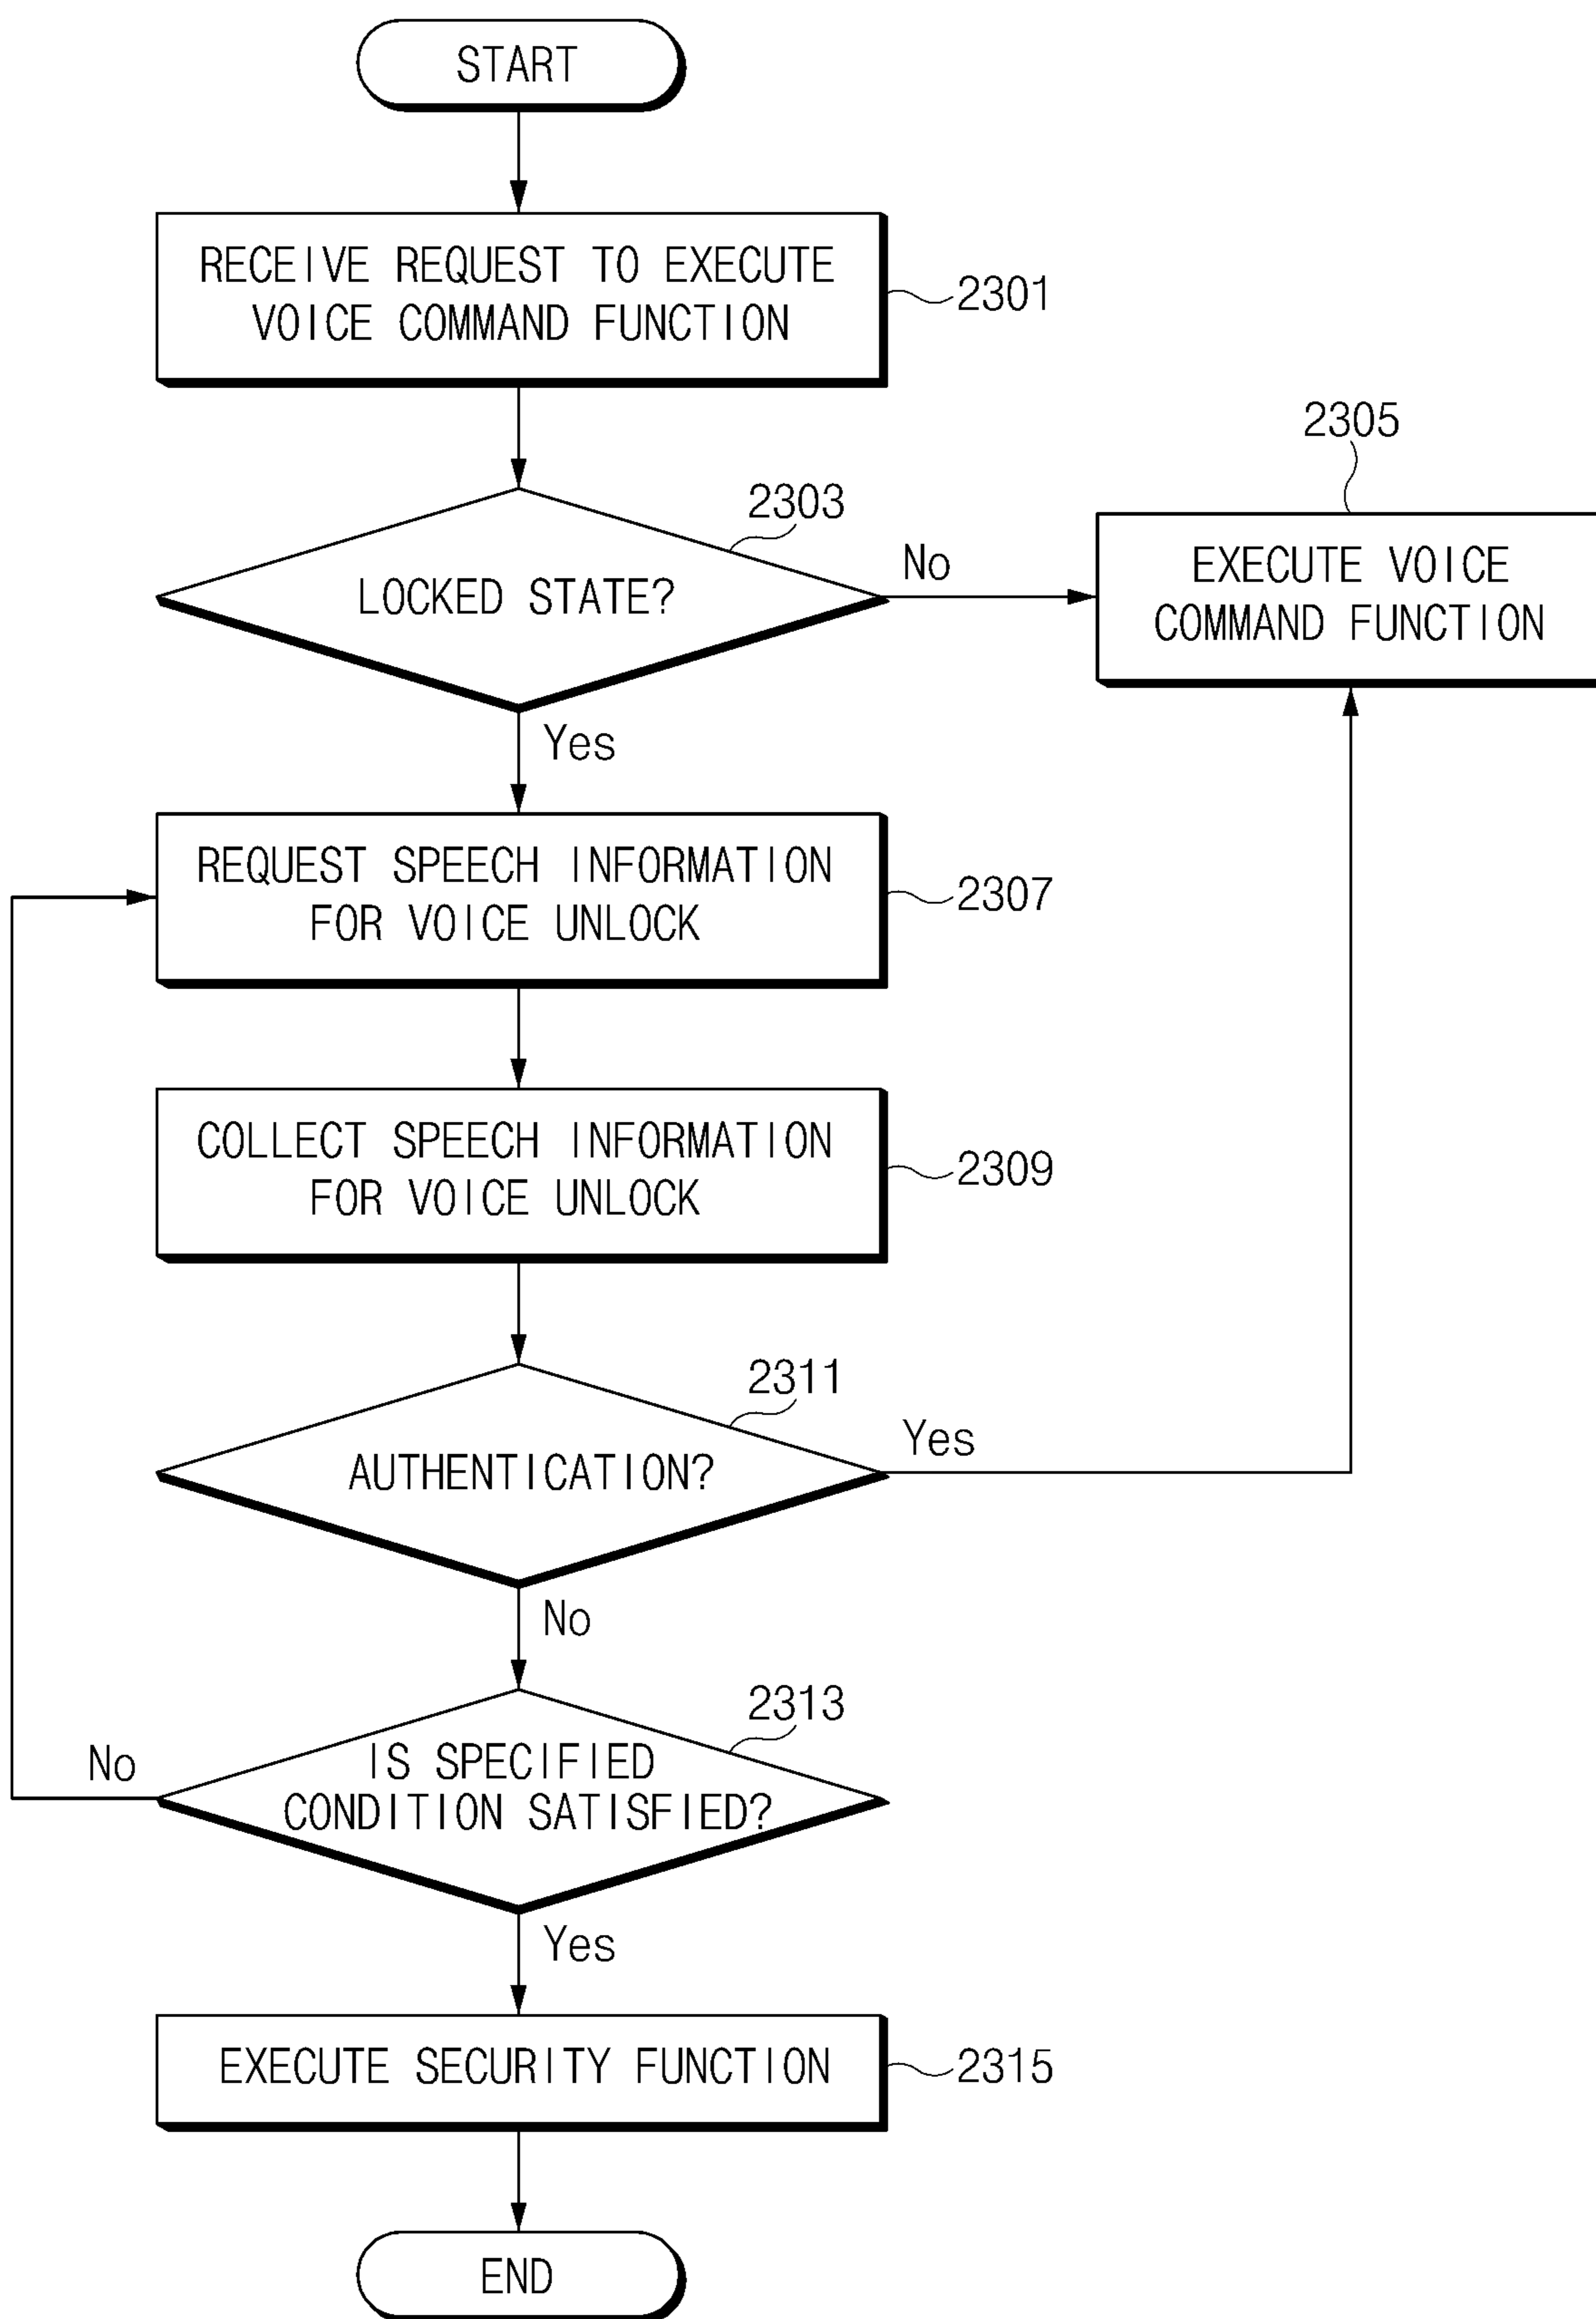 START
RECEIVE REQUEST TO EXECUTE
VOICE COMMAND FUNCTION
2301
2305
2303
LOCKED STATE?
No
EXECUTE VOICE
COMMAND FUNCTION
Yes
REQUEST SPEECH INFORMATION
FOR VOICE UNLOCK
2307
COLLECT SPEECH INFORMATION
FOR VOICE UNLOCK
2309
2311
AUTHENTICATION?
Yes
No
2313
No
IS SPECIFIED
CONDITION SATISFIED?
Yes
EXECUTE SECURITY FUNCTION
2315
END